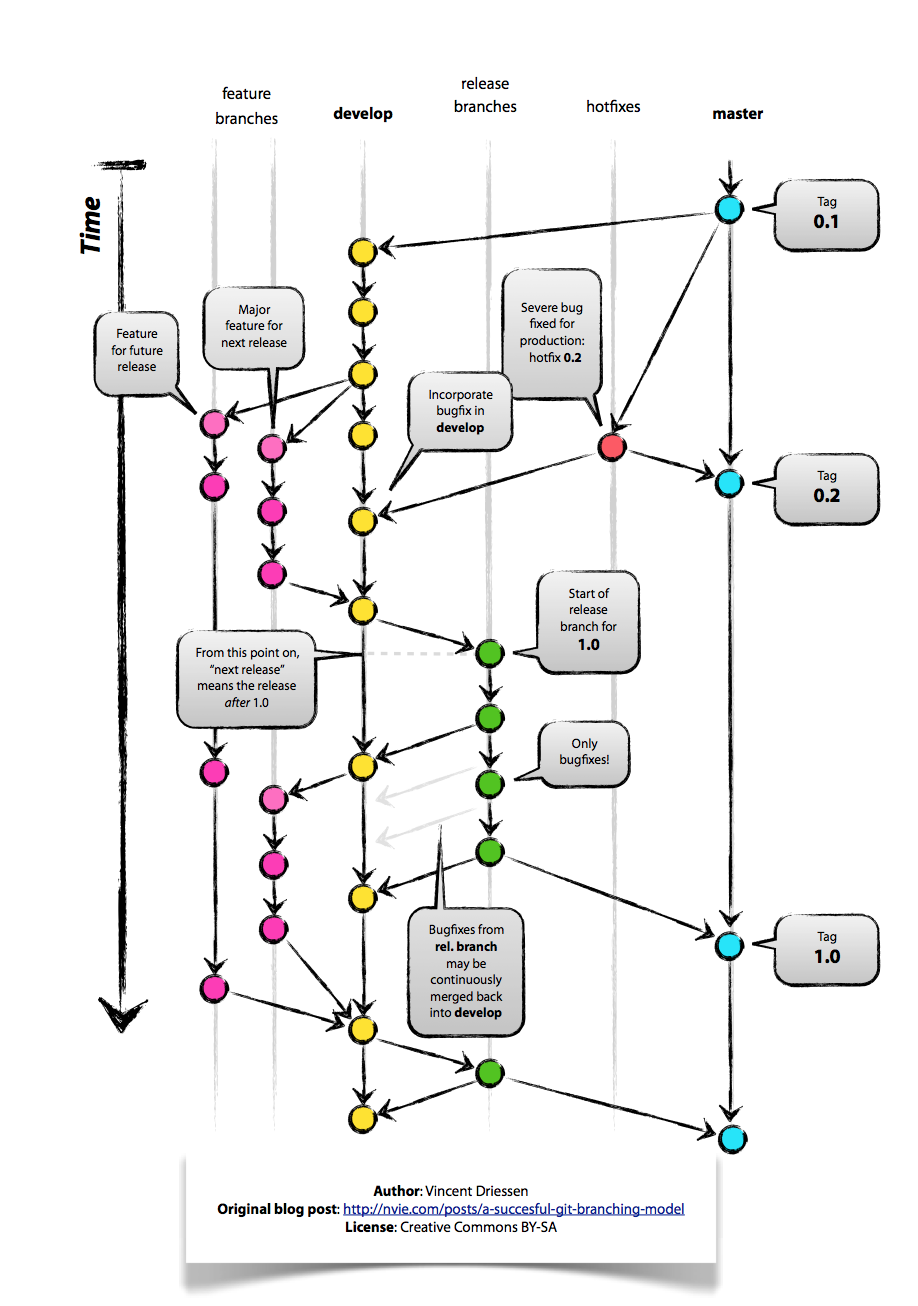 feature
branches
develop
release
branches
hotfixes
master
Time
Tag
0.1
Feature
for future
release
Major
feature for
next release
Severe bug
fixed for
production:
hotfix 0.2
Incorporate
bugfix in
develop
Tag
0.2
Start of
release
branch for
1.0
From this point on,
“next release”
means the release
after 1.0
Only
bugfixes!
Bugfixes from
rel. branch
may be
continuously
merged back
into develop
Tag
1.0
Author: Vincent Driessen
Original blog post: http://nvie.com/posts/a-succesful-git-branching-model
License: Creative Commons BY-SA